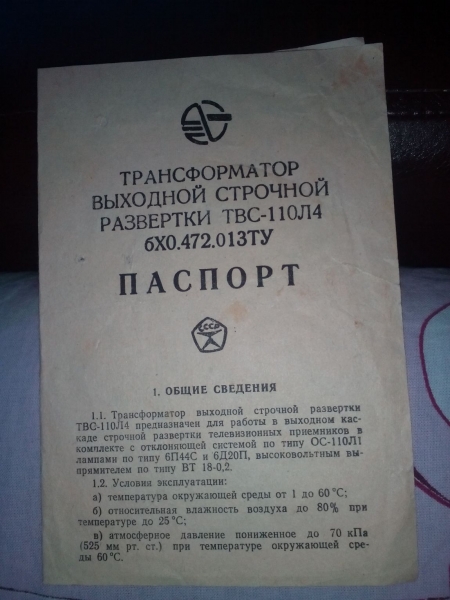 ТРАНСФОРМАТОР
ВЫХОДНОЙ СТРОЧНОЙ
РАЗВЕРТКИ ТВС-110Л4
6Х0.472.013ТУ
ПАСПОРТ
СССР
1. ОБЩИЕ СВЕДЕНИЯ
1.1. Трансформатор выходной строчной развертки
ТВС-110Л4 предназначен для работы в выходном кас-
каде строчной развертки телевизионных приемников в
комплекте с отклоняющей системой по типу ОС-110Л1
лампами по типу 6П44С и 6Д20П, высоковольтным вы-
прямителем по типу ВТ 18-0,2.
1.2. Условия эксплуатации:
а) температура окружающей среды от 1 до 60°С;
б) относительная влажность воздуха до 80% при
температуре до 25°С;
в) атмосферное давление пониженное до 70 кПа
(525 мм рт. ст.) при температуре окружающей сре-
ды 60°С.